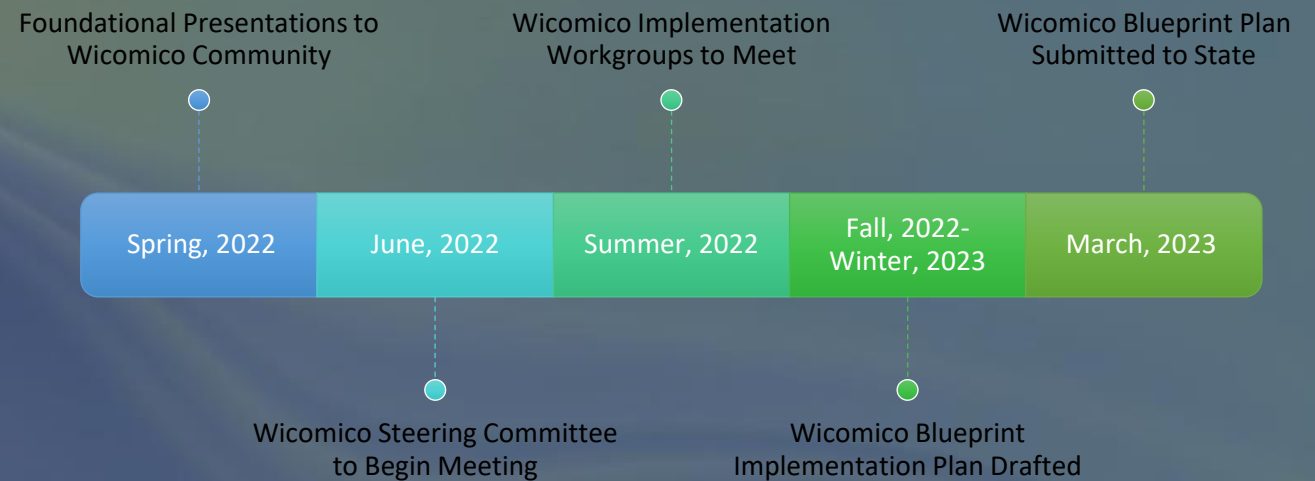 Foundational Presentations to
Wicomico Community
Wicomico Implementation
Workgroups to Meet
Wicomico Blueprint Plan
Submitted to State
Spring, 2022
June, 2022
Summer, 2022
Fall, 2022-
Winter, 2023
March, 2023
Wicomico Steering Committee
to Begin Meeting
Wicomico Blueprint
Implementation Plan Drafted